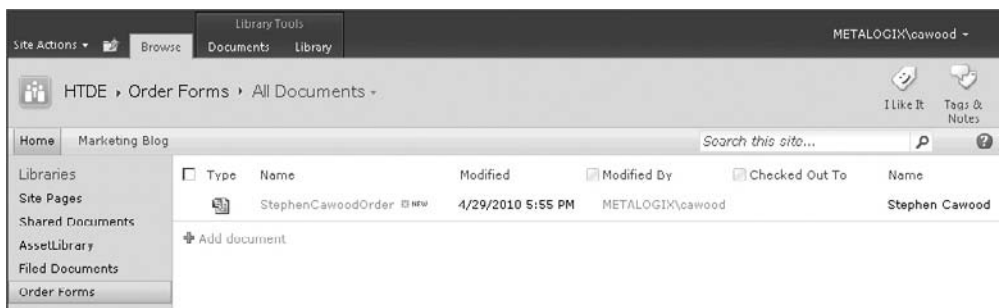 Library Tools
Site Actions Browse Documents Library METALOGIX\cawood
HTDE Order Forms All Documents
I Like It Tags & Notes
Home Marketing Blog Search this site...
Libraries
Site Pages
Shared Documents
AssetLibrary
Filed Documents
Order Forms
Type Name Modified Modified By Checked Out To Name
StephenCawoodOrder NEW 4/29/2010 5:55 PM METALOGIX\cawood Stephen Cawood
Add document